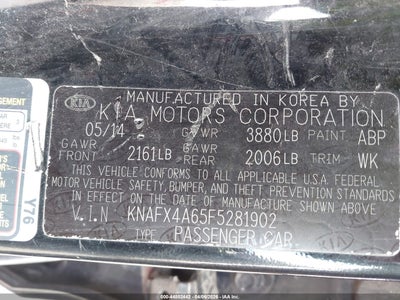 MANUFACTURED IN KOREA BY
KIA KIA MOTORS CORPORATION
05/14 GVWR 3880LB PAINT ABP
GAWR FRONT 2161LB GAWR REAR 2006LB TRIM WK
THIS VEHICLE CONFORMS TO ALL APPLICABLE U.S.A FEDERAL
MOTOR VEHICLE SAFETY, BUMPER, AND THEFT PREVENTION STANDARDS
IN EFFECT ON THE DATE OF MANUFACTURE SHOWN ABOVE.
V.I.N KNAFX4A65F5281902
TYPE: PASSENGER CAR
Y76